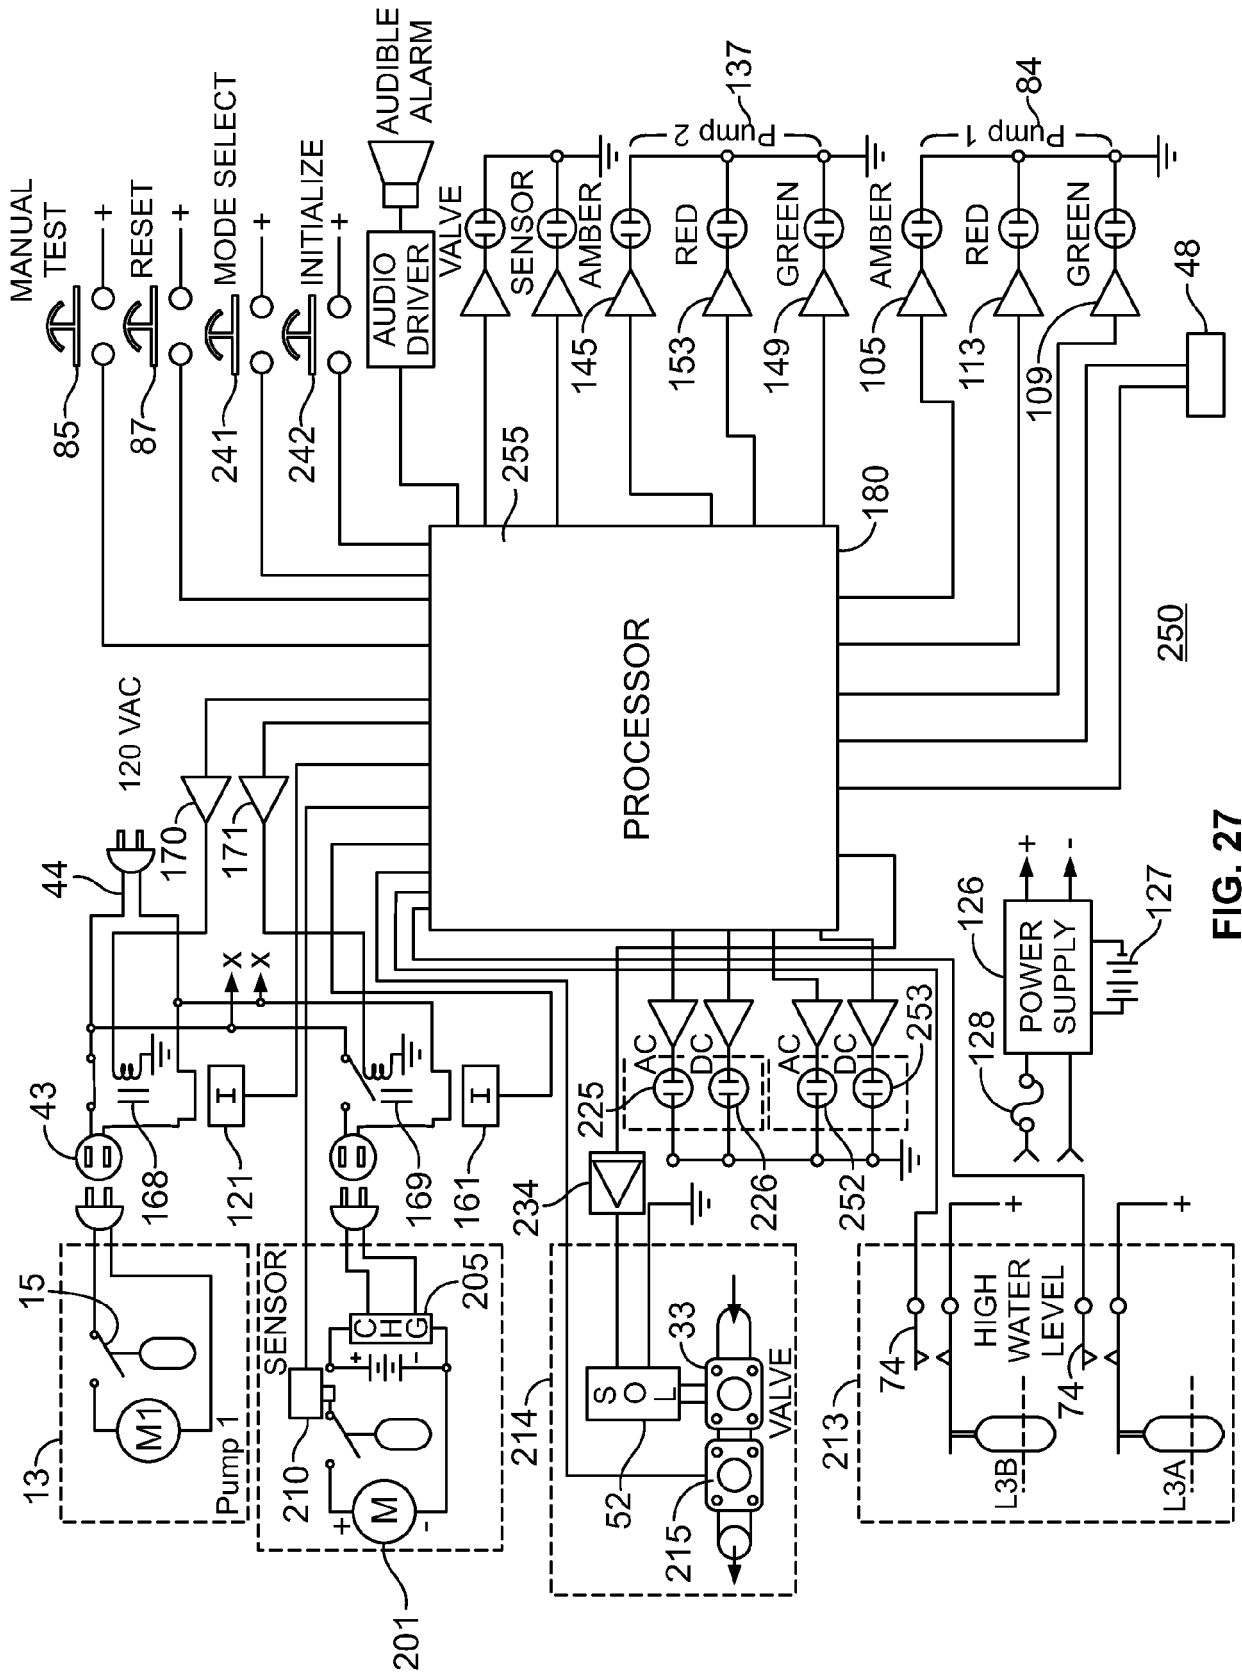 MANUAL
TEST
RESET
MODE SELECT
INITIALIZE
+
+
+
+
85
87
241
242
AUDIBLE
ALARM
AUDIO
DRIVER
VALVE
SENSOR
AMBER
RED
GREEN
AMBER
RED
GREEN
145
153
149
105
113
109
Pump 2
137
Pump 1
84
48
255
180
250
PROCESSOR
120 VAC
44
170
171
X
X
43
168
169
I
121
I
161
15
13
M1
Pump 1
SENSOR
210
CHG
205
+
-
M
+
-
201
234
214
SOL
52
33
215
VALVE
AC
DC
AC
DC
225
226
252
253
213
74
74
HIGH
WATER
LEVEL
L3B
L3A
+
+
126
POWER
SUPPLY
128
127
+
-
FIG. 27